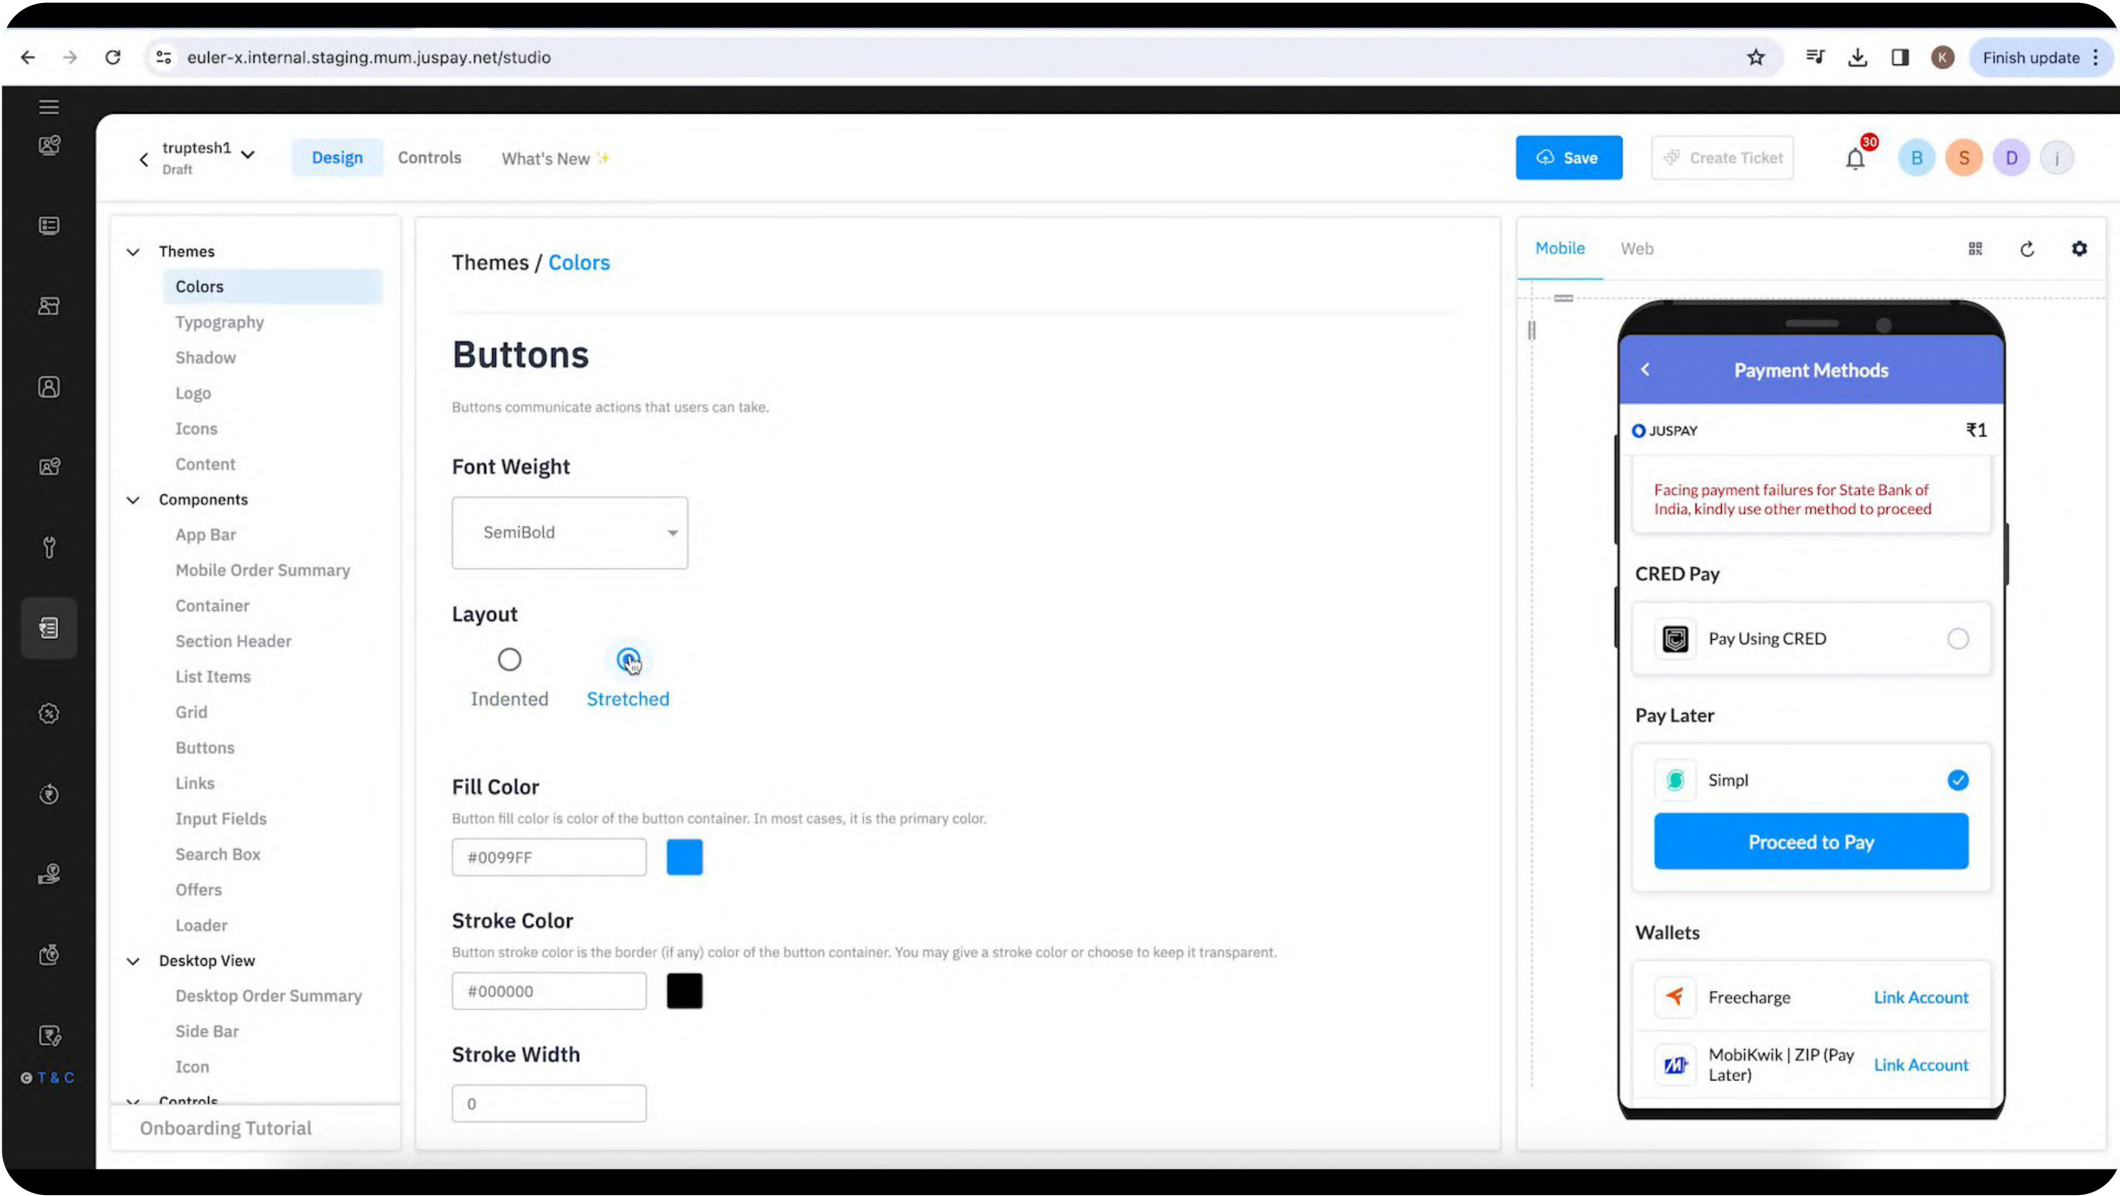 euler-x.internal.staging.mum.juspay.net/studio
K
Finish update
truptesh1
Draft
Design
Controls
What's New ✨
Save
Create Ticket
30
B
S
D
j
Themes
Colors
Typography
Shadow
Logo
Icons
Content
Components
App Bar
Mobile Order Summary
Container
Section Header
List Items
Grid
Buttons
Links
Input Fields
Search Box
Offers
Loader
Desktop View
Desktop Order Summary
Side Bar
Icon
Controls
Onboarding Tutorial
T & C
Themes / Colors
Buttons
Buttons communicate actions that users can take.
Font Weight
SemiBold
Layout
Indented
Stretched
Fill Color
Button fill color is color of the button container. In most cases, it is the primary color.
#0099FF
Stroke Color
Button stroke color is the border (if any) color of the button container. You may give a stroke color or choose to keep it transparent.
#000000
Stroke Width
0
Mobile
Web
Payment Methods
JUSPAY
₹1
Facing payment failures for State Bank of
India, kindly use other method to proceed
CRED Pay
Pay Using CRED
Pay Later
Simpl
Proceed to Pay
Wallets
Freecharge
Link Account
MobiKwik | ZIP (Pay
Later)
Link Account